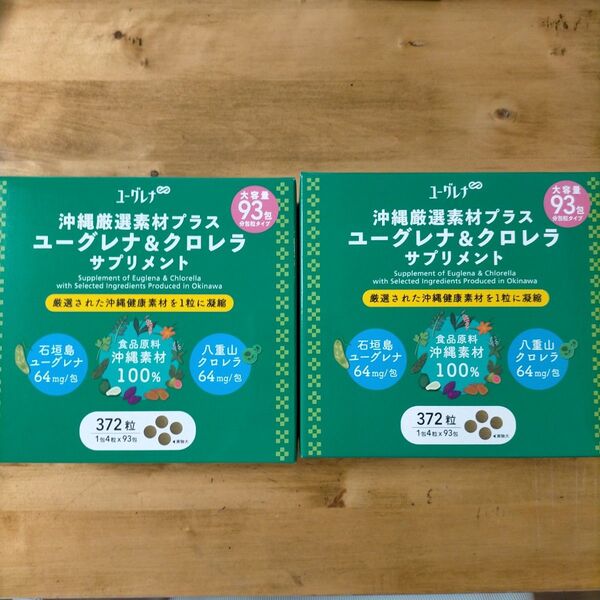 ユーグレナ
大容量
93包
分包粒タイプ
沖縄厳選素材プラス
ユーグレナ&クロレラ
サプリメント
Supplement of Euglena & Chlorella
with Selected Ingredients Produced in Okinawa
厳選された沖縄健康素材を1粒に凝縮
石垣島
ユーグレナ
64mg/包
食品原料
沖縄素材
100%
八重山
クロレラ
64mg/包
372粒
1包4粒×93包
◀実物大
ユーグレナ
大容量
93包
分包粒タイプ
沖縄厳選素材プラス
ユーグレナ&クロレラ
サプリメント
Supplement of Euglena & Chlorella
with Selected Ingredients Produced in Okinawa
厳選された沖縄健康素材を1粒に凝縮
石垣島
ユーグレナ
64mg/包
食品原料
沖縄素材
100%
八重山
クロレラ
64mg/包
372粒
1包4粒×93包
◀実物大